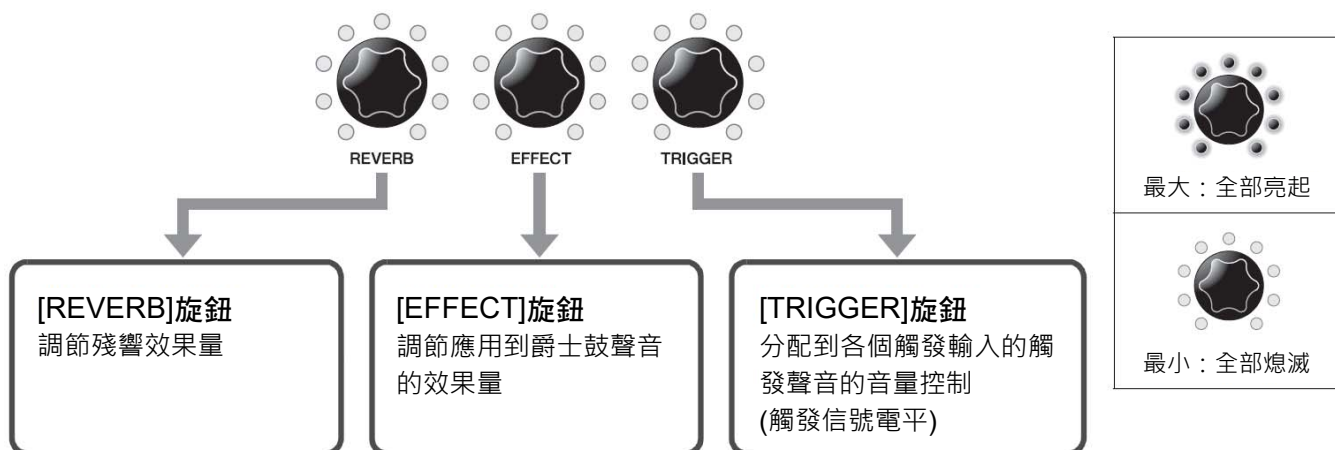 REVERB
EFFECT
TRIGGER
[REVERB]旋鈕
調節殘響效果量
[EFFECT]旋鈕
調節應用到爵士鼓聲音
的效果量
[TRIGGER]旋鈕
分配到各個觸發輸入的觸
發聲音的音量控制
(觸發信號電平)
最大：全部亮起
最小：全部熄滅